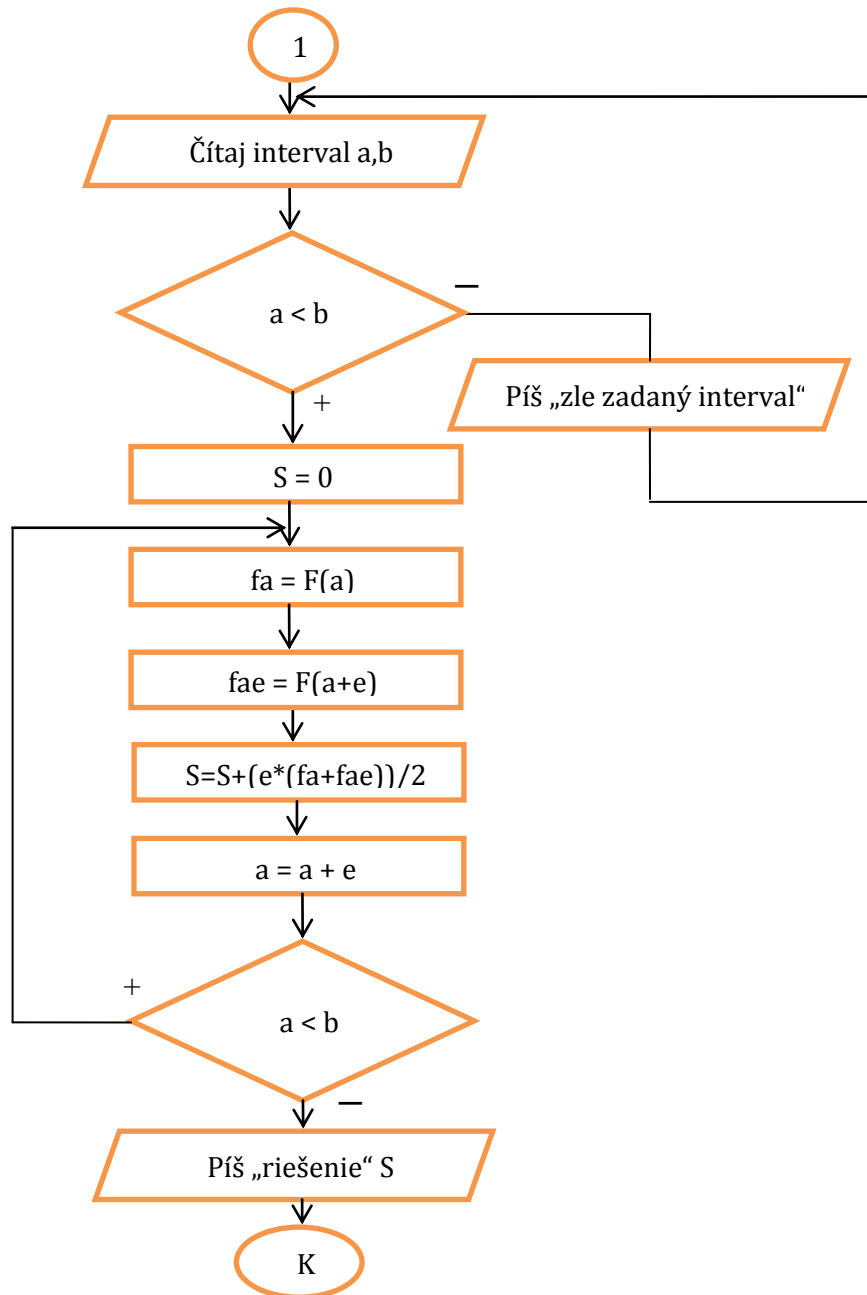 1
Čítaj interval a,b
a < b
–
Píš „zle zadaný interval“
+
S = 0
fa = F(a)
fae = F(a+e)
S=S+(e*(fa+fae))/2
a = a + e
+
a < b
–
Píš „riešenie“ S
K